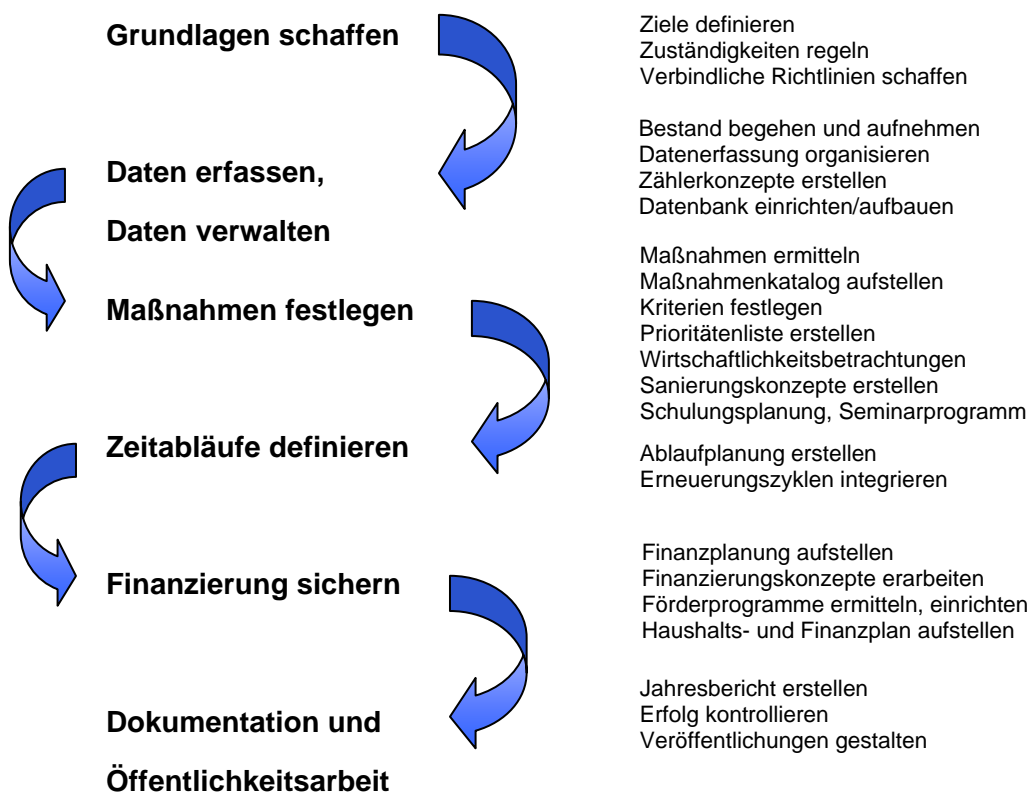 Grundlagen schaffen
Ziele definieren
Zuständigkeiten regeln
Verbindliche Richtlinien schaffen
Daten erfassen,
Daten verwalten
Bestand begehen und aufnehmen
Datenerfassung organisieren
Zählerkonzepte erstellen
Datenbank einrichten/aufbauen
Maßnahmen festlegen
Maßnahmen ermitteln
Maßnahmenkatalog aufstellen
Kriterien festlegen
Prioritätenliste erstellen
Wirtschaftlichkeitsbetrachtungen
Sanierungskonzepte erstellen
Schulungsplanung, Seminarprogramm
Zeitabläufe definieren
Ablaufplanung erstellen
Erneuerungszyklen integrieren
Finanzierung sichern
Finanzplanung aufstellen
Finanzierungskonzepte erarbeiten
Förderprogramme ermitteln, einrichten
Haushalts- und Finanzplan aufstellen
Dokumentation und
Öffentlichkeitsarbeit
Jahresbericht erstellen
Erfolg kontrollieren
Veröffentlichungen gestalten